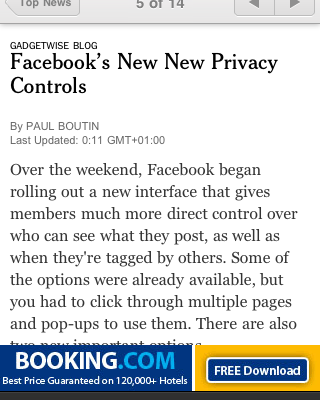 Top News
5 of 14
GADGETWISE BLOG
Facebook's New New Privacy
Controls
By PAUL BOUTIN
Last Updated: 0:11 GMT+01:00
Over the weekend, Facebook began
rolling out a new interface that gives
members much more direct control over
who can see what they post, as well as
when they're tagged by others. Some of
the options were already available, but
you had to click through multiple pages
and pop-ups to use them. There are also
two new important options
BOOKING.COM
Best Price Guaranteed on 120,000+ Hotels
FREE Download